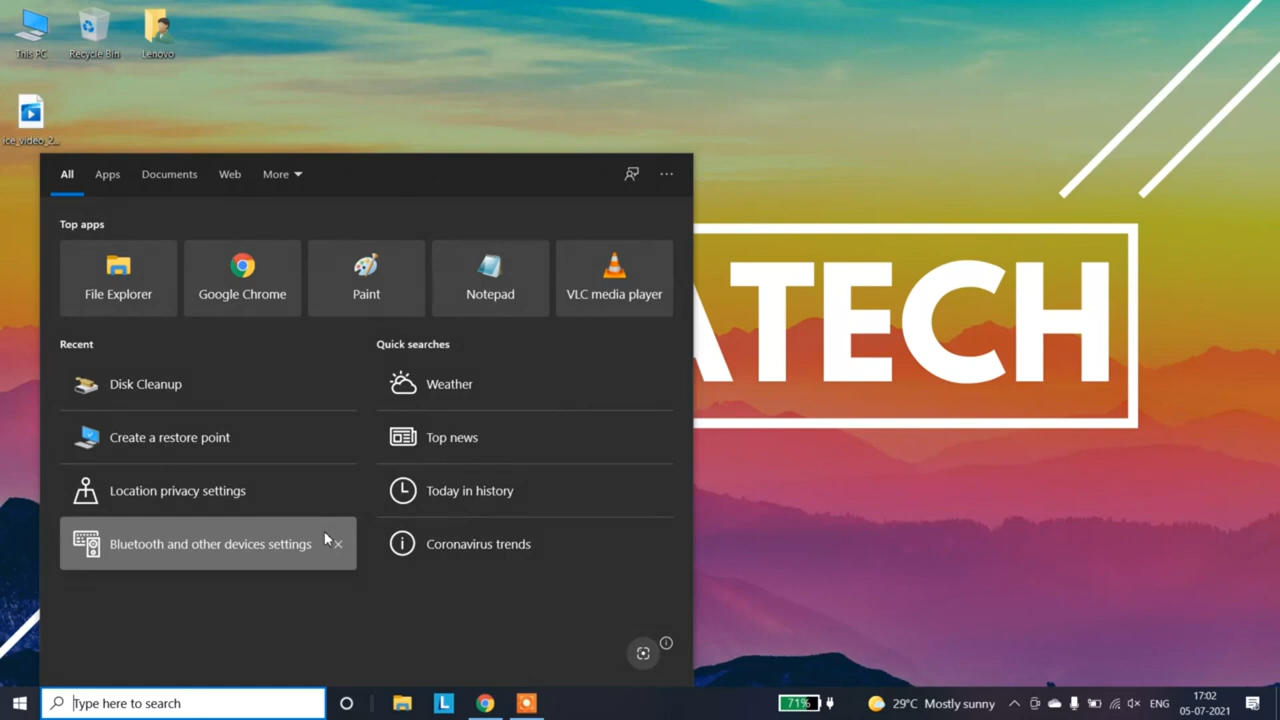 This PC
Recycle Bin
Lenovo
ice_video_2...
All
Apps
Documents
Web
More
Top apps
File Explorer
Google Chrome
Paint
Notepad
VLC media player
Recent
Quick searches
Disk Cleanup
Weather
Create a restore point
Top news
Location privacy settings
Today in history
Bluetooth and other devices settings
Coronavirus trends
ATECH
Type here to search
L
71%
29°C Mostly sunny
ENG
17:02
05-07-2021